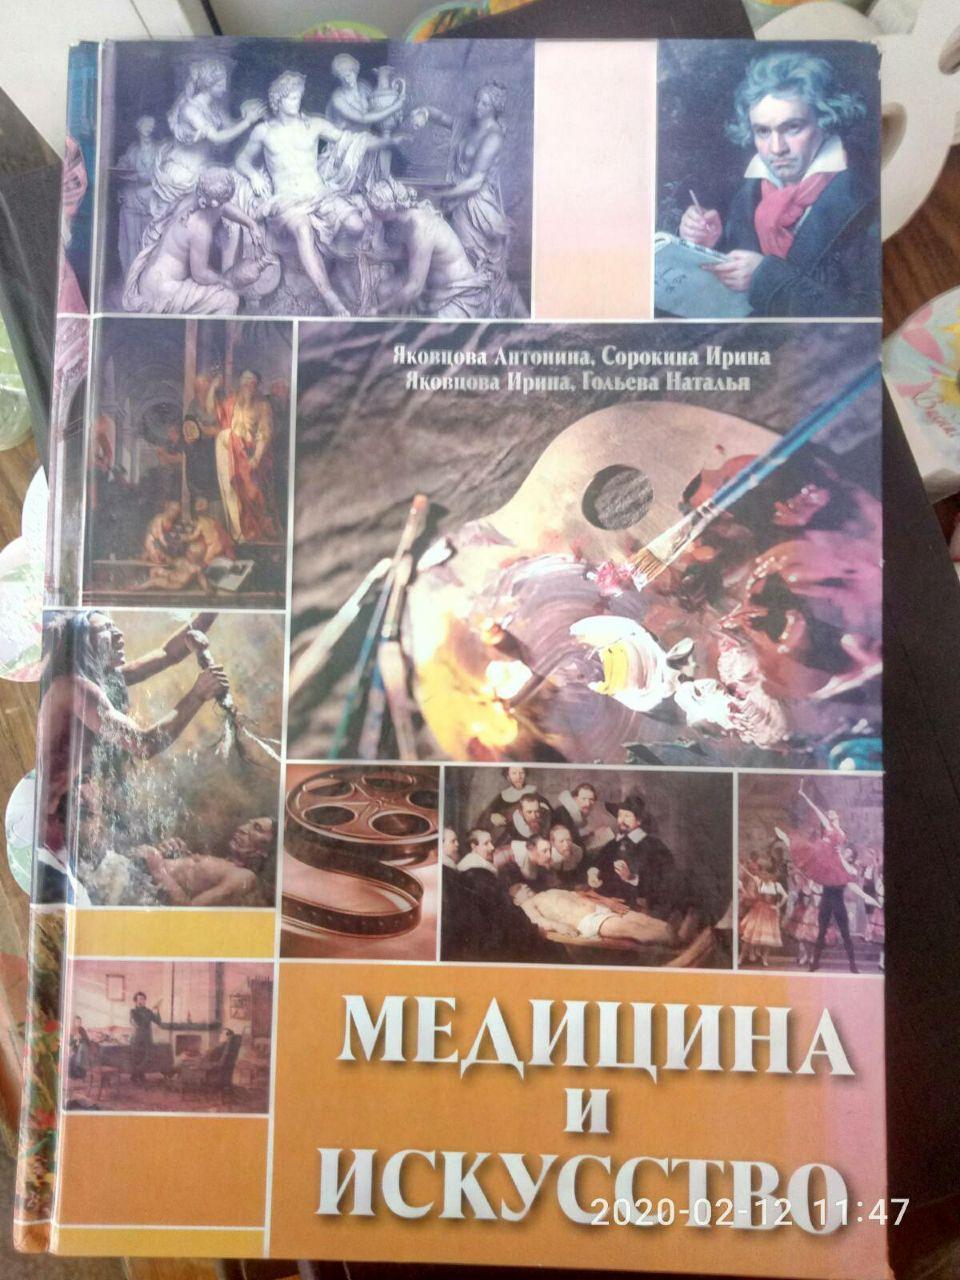 Яковцова Антонина, Сорокина Ирина
Яковцова Ирина, Гольева Наталья
МЕДИЦИНА
И
ИСКУССТВО
2020-02-12 11:47